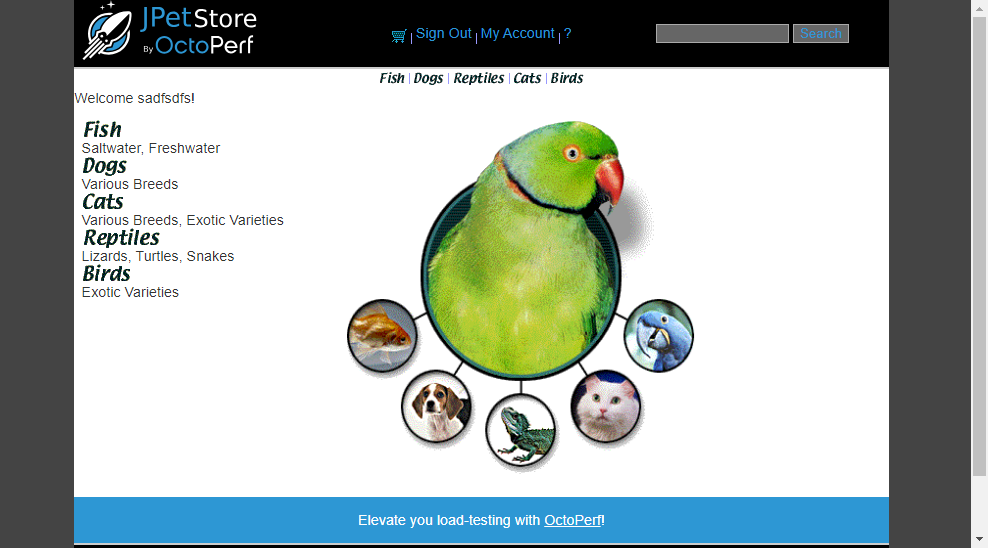 JPetStore
By OctoPerf
Sign Out | My Account | ?
Search
Fish | Dogs | Reptiles | Cats | Birds
Welcome sadfsdfs!
Fish
Saltwater, Freshwater
Dogs
Various Breeds
Cats
Various Breeds, Exotic Varieties
Reptiles
Lizards, Turtles, Snakes
Birds
Exotic Varieties
Elevate you load-testing with OctoPerf!